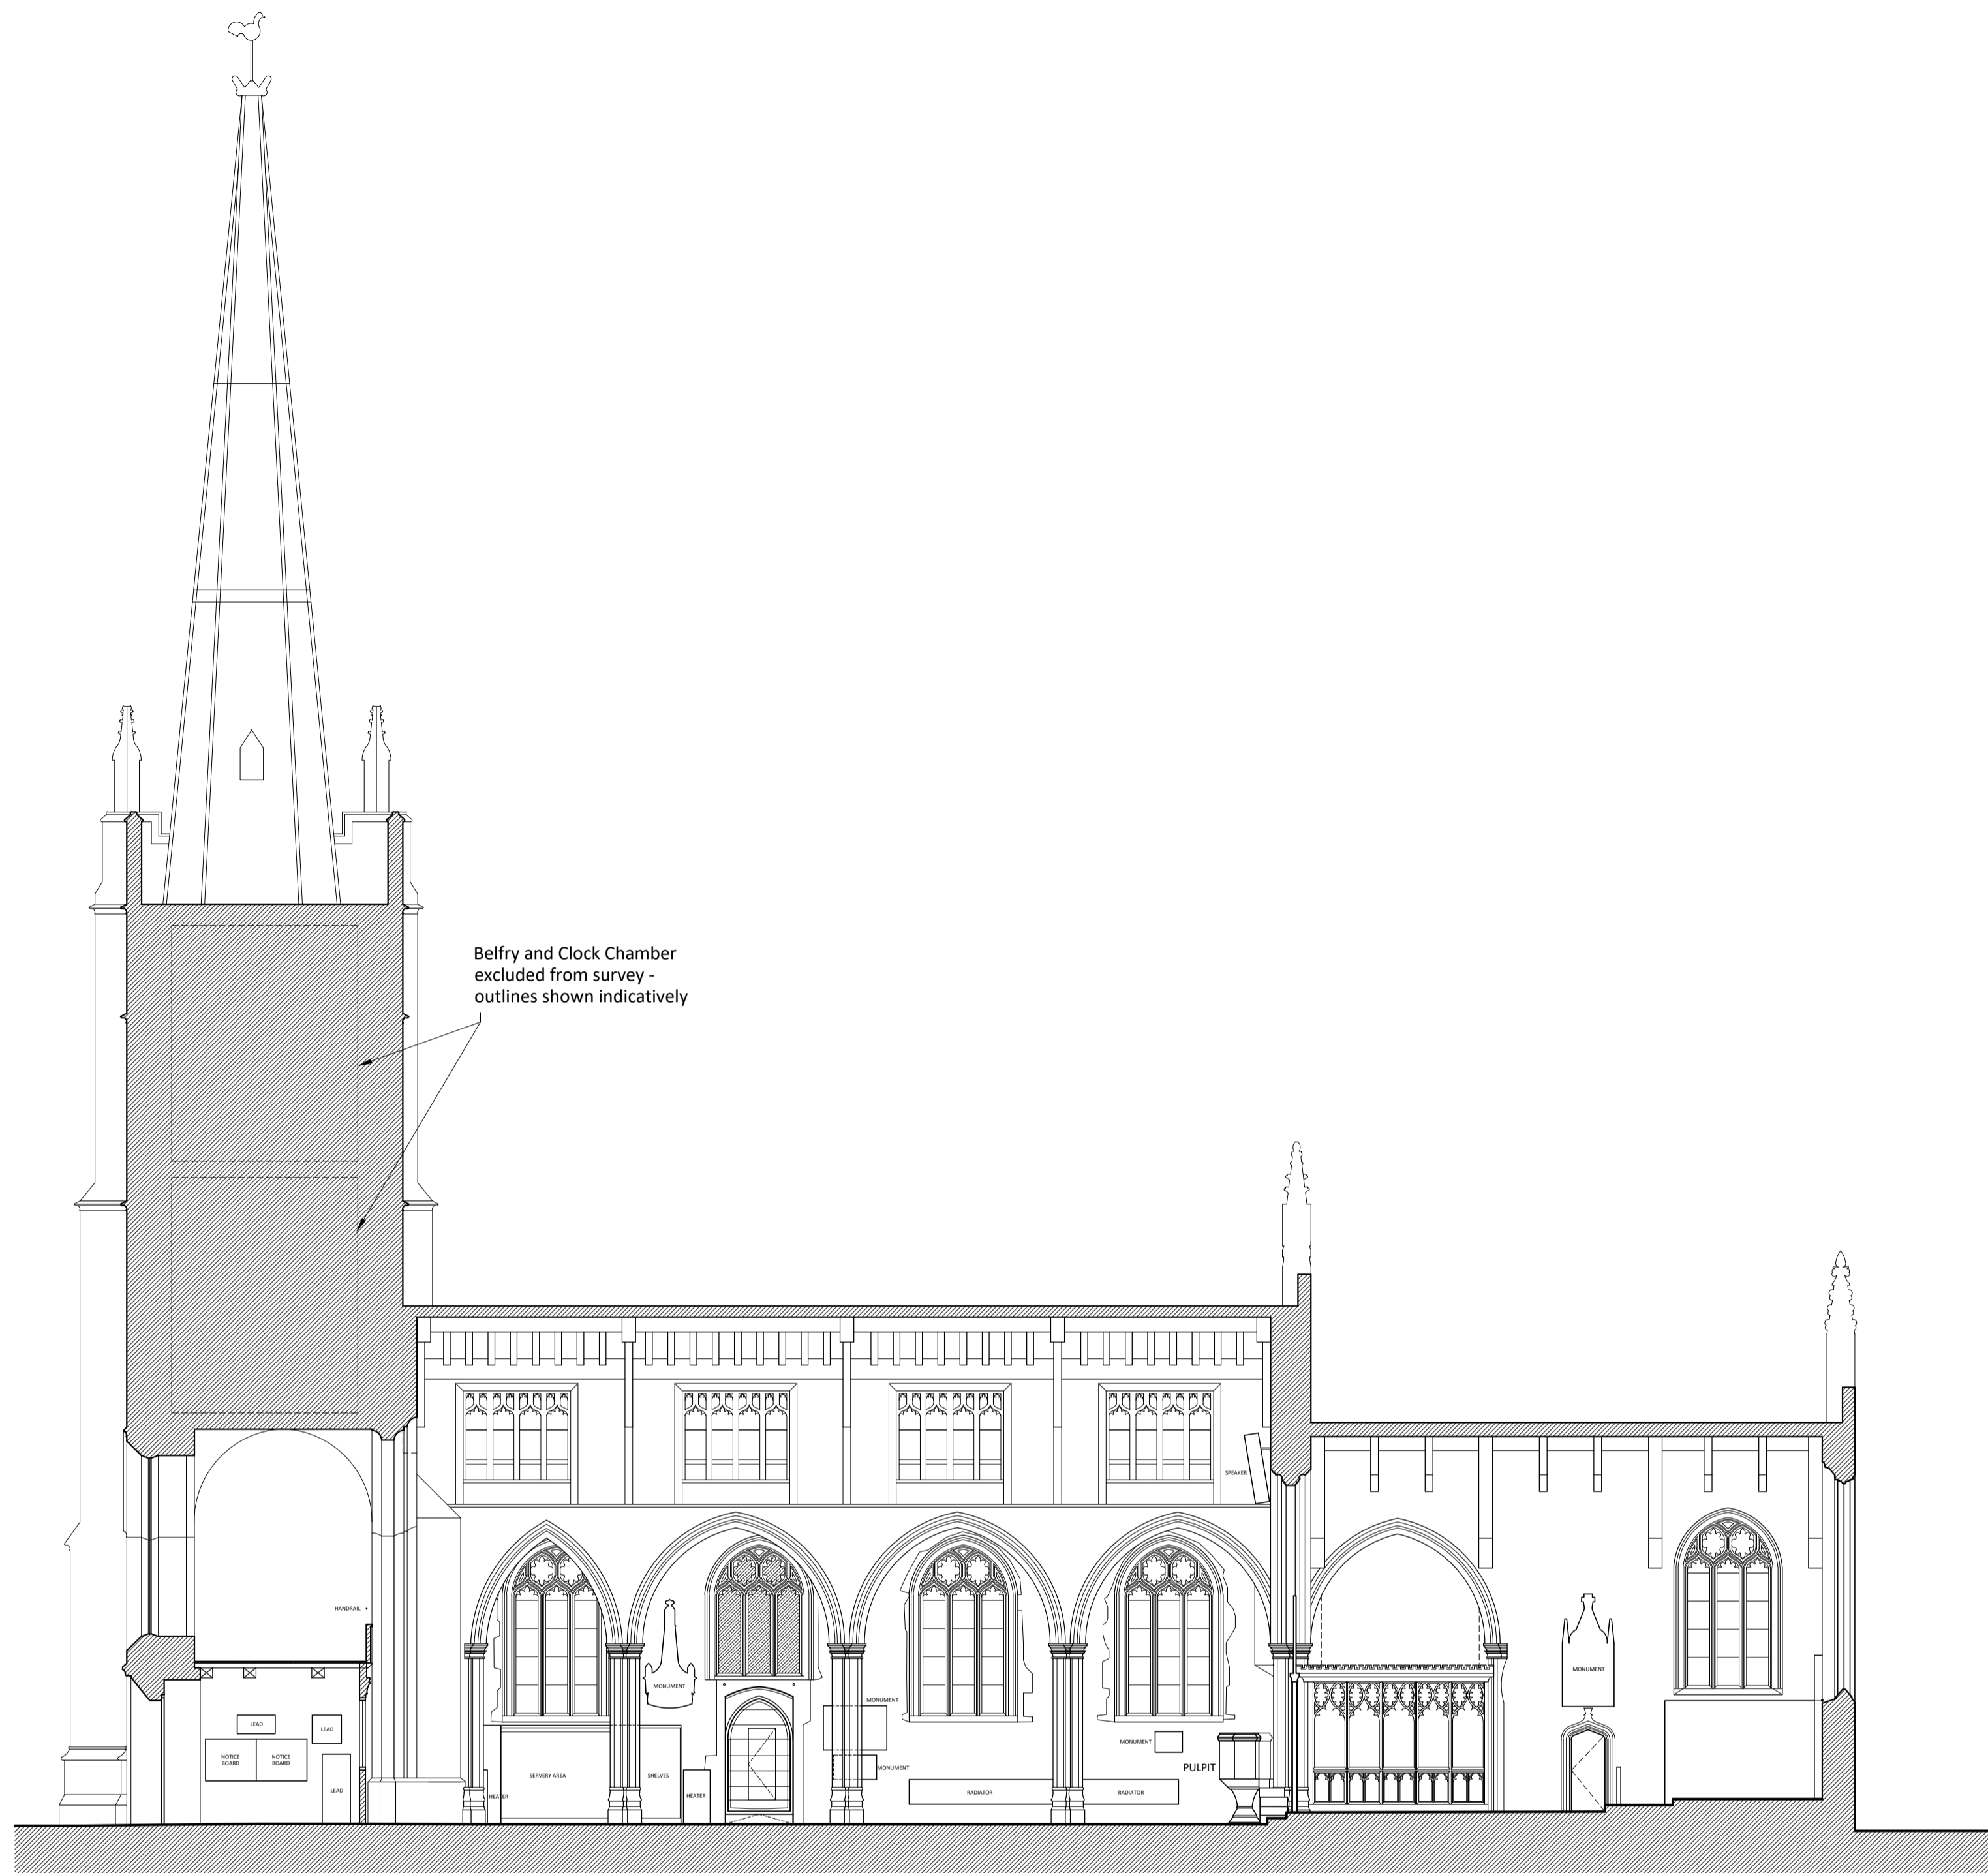 Belfry and Clock Chamber
excluded from survey -
outlines shown indicatively
SPEAKER
HANDRAIL
MONUMENT
MONUMENT
MONUMENT
LEAD
LEAD
MONUMENT
NOTICE
BOARD
NOTICE
BOARD
MONUMENT
PULPIT
SERVERY AREA
SHELVES
LEAD
HEATER
HEATER
RADIATOR
RADIATOR